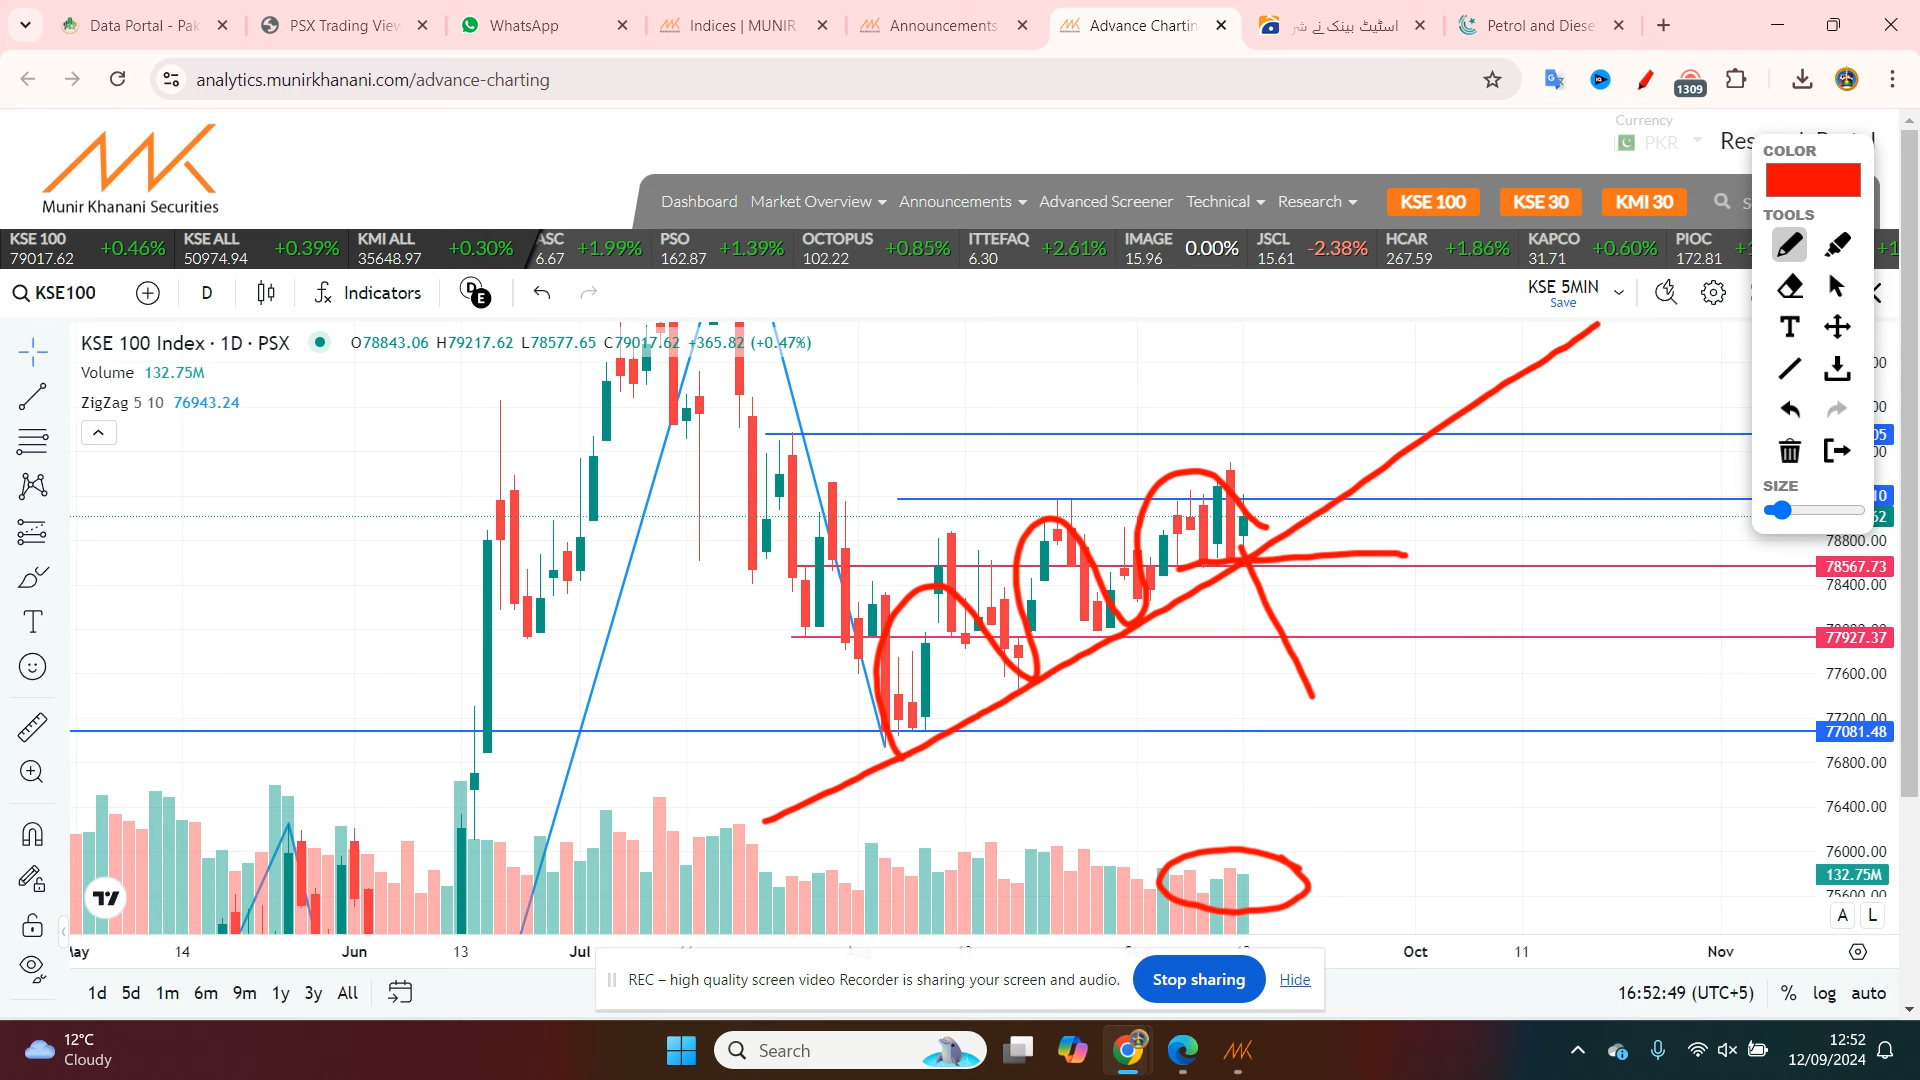 Data Portal - Pak
PSX Trading View
WhatsApp
Indices | MUNIR
Announcements
Advance Chartin
اسٹیٹ بینک نے شر
Petrol and Diese
analytics.munirkhanani.com/advance-charting
1309
Munir Khanani Securities
Currency
PKR
Dashboard Market Overview Announcements Advanced Screener Technical Research KSE 100 KSE 30 KMI 30
KSE 100 +0.46% KSE ALL +0.39% KMI ALL +0.30% ASC +1.99% PSO +1.39% OCTOPUS +0.85% ITTEFAQ +2.61% IMAGE 0.00% JSCL -2.38% HCAR +1.86% KAPCO +0.60% PIOC
79017.62 50974.94 35648.97 6.67 162.87 102.22 6.30 15.96 15.61 267.59 31.71 172.81
KSE100 D Indicators D E
KSE 5MIN
Save
KSE 100 Index · 1D · PSX O78843.06 H79217.62 L78577.65 C79017.62 +365.82 (+0.47%)
Volume 132.75M
ZigZag 5 10 76943.24
COLOR
TOOLS
T
SIZE
78800.00
78567.73
78400.00
77927.37
77600.00
77200.00
77081.48
76800.00
76400.00
76000.00
132.75M
75600.00
A L
May 14 Jun 13 Jul Oct 11 Nov
REC – high quality screen video Recorder is sharing your screen and audio. Stop sharing Hide
1d 5d 1m 6m 9m 1y 3y All
16:52:49 (UTC+5) % log auto
12°C
Cloudy
Search
12:52
12/09/2024